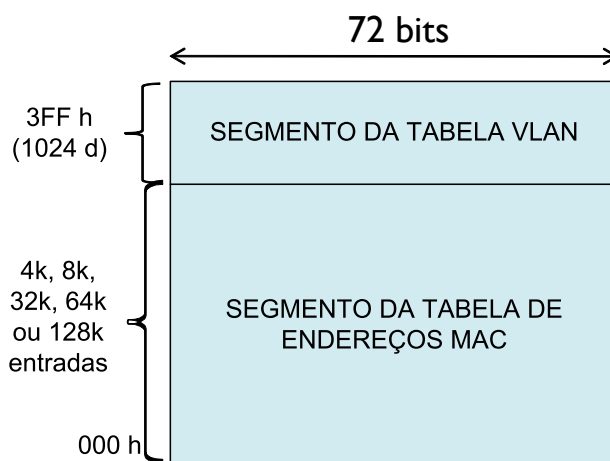 72 bits
3FF h
(1024 d)
SEGMENTO DA TABELA VLAN
4k, 8k,
32k, 64k
ou 128k
entradas
SEGMENTO DA TABELA DE
ENDEREÇOS MAC
000 h